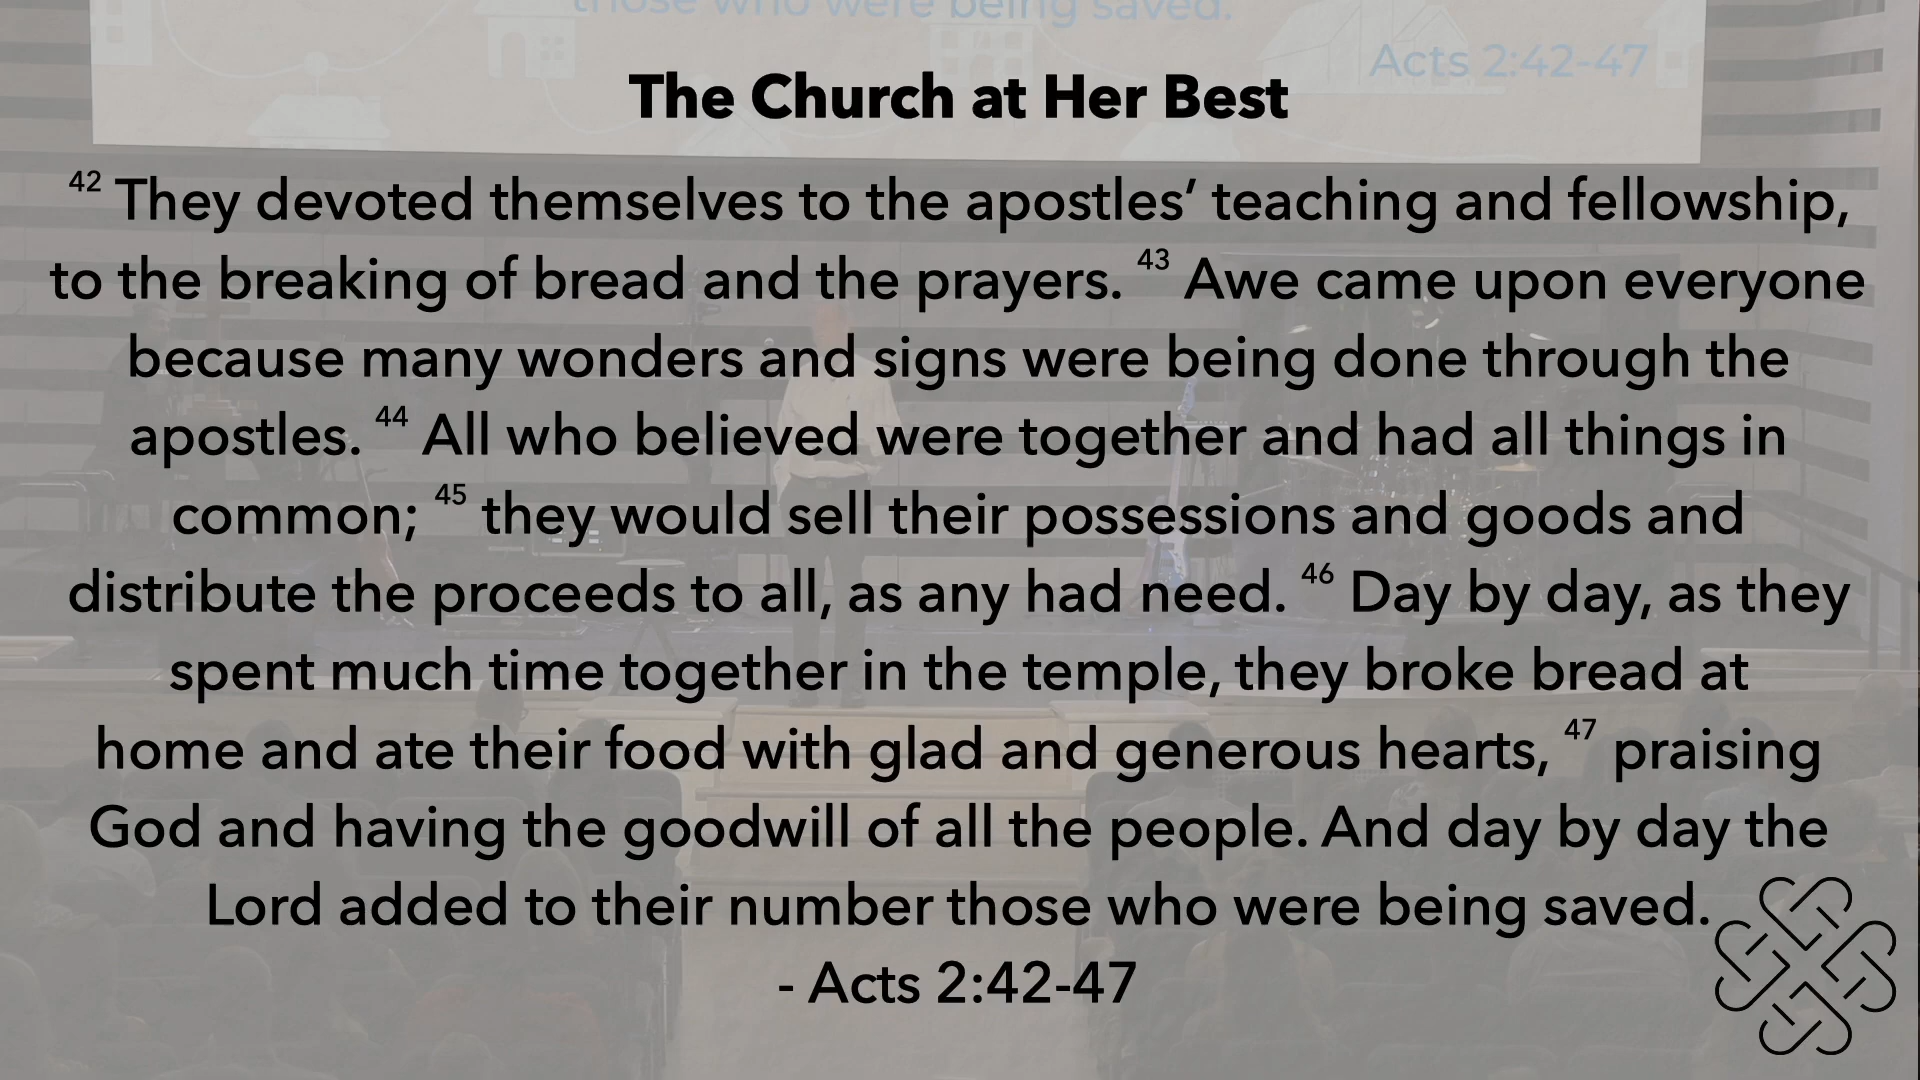 those who were being saved.
Acts 2:42-47
The Church at Her Best
42 They devoted themselves to the apostles’ teaching and fellowship,
to the breaking of bread and the prayers. 43 Awe came upon everyone
because many wonders and signs were being done through the
apostles. 44 All who believed were together and had all things in
common; 45 they would sell their possessions and goods and
distribute the proceeds to all, as any had need. 46 Day by day, as they
spent much time together in the temple, they broke bread at
home and ate their food with glad and generous hearts, 47 praising
God and having the goodwill of all the people. And day by day the
Lord added to their number those who were being saved.
- Acts 2:42-47